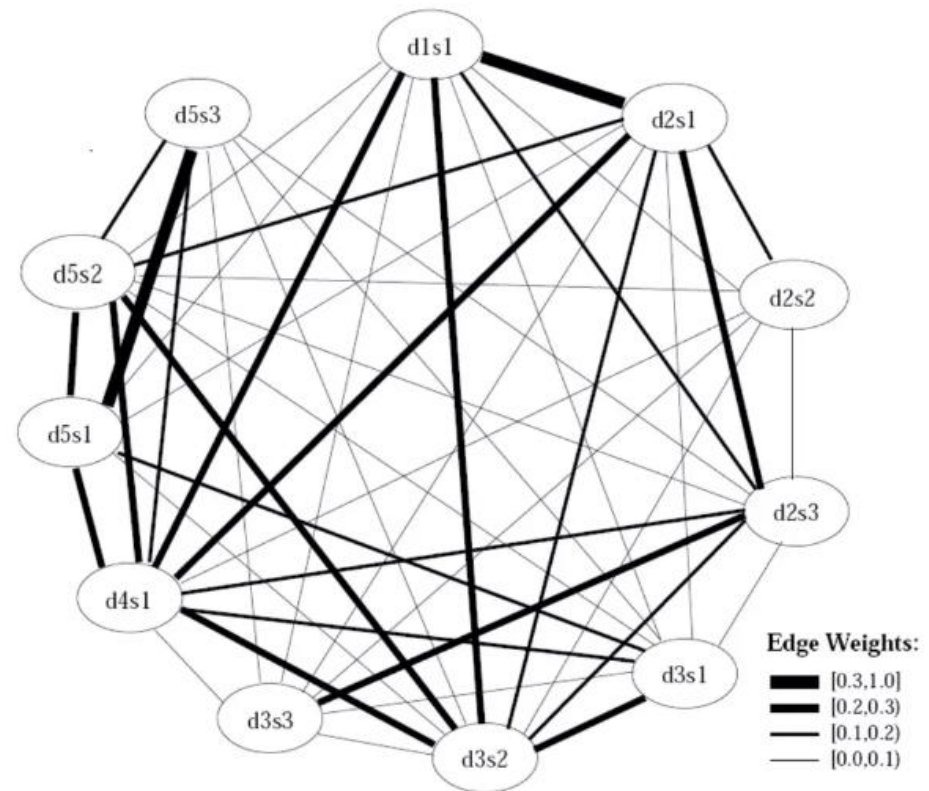 d1s1
d5s3
d2s1
d5s2
d2s2
d5s1
d2s3
d4s1
d3s1
d3s3
d3s2
Edge Weights:
[0.3,1.0]
[0.2,0.3)
[0.1,0.2)
[0.0,0.1)